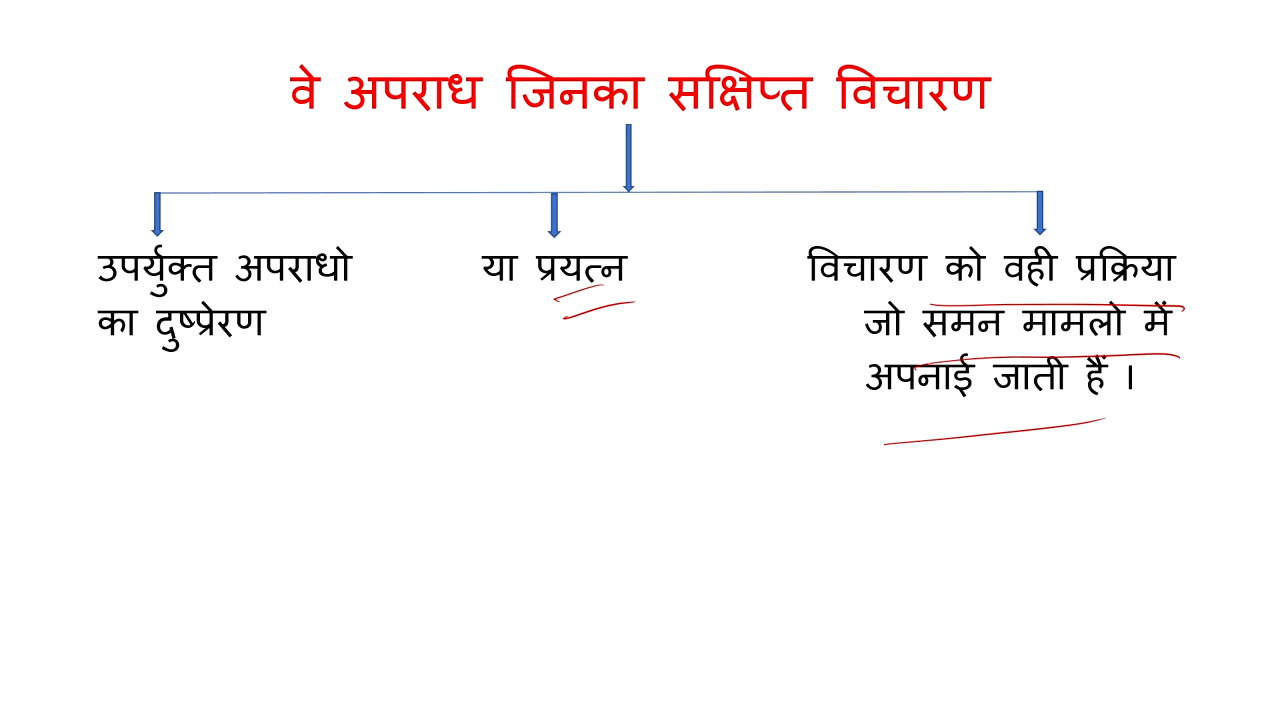 वे अपराध जिनका सक्षिप्त विचारण
उपर्युक्त अपराधो
का दुष्प्रेरण
या प्रयत्न
विचारण को वही प्रक्रिया
जो समन मामलो में
अपनाई जाती हैं ।